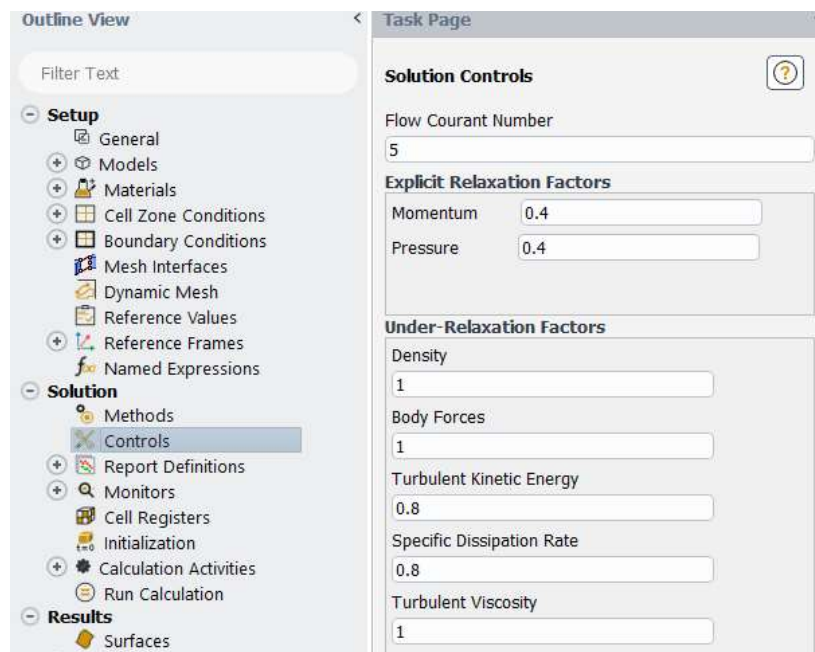 Outline View
<
Task Page
Filter Text
Solution Controls
?
Setup
General
Models
Materials
Cell Zone Conditions
Boundary Conditions
Mesh Interfaces
Dynamic Mesh
Reference Values
Reference Frames
Named Expressions
Solution
Methods
Controls
Report Definitions
Monitors
Cell Registers
t=0 Initialization
Calculation Activities
Run Calculation
Results
Surfaces
Flow Courant Number
5
Explicit Relaxation Factors
Momentum 0.4
Pressure 0.4
Under-Relaxation Factors
Density
1
Body Forces
1
Turbulent Kinetic Energy
0.8
Specific Dissipation Rate
0.8
Turbulent Viscosity
1